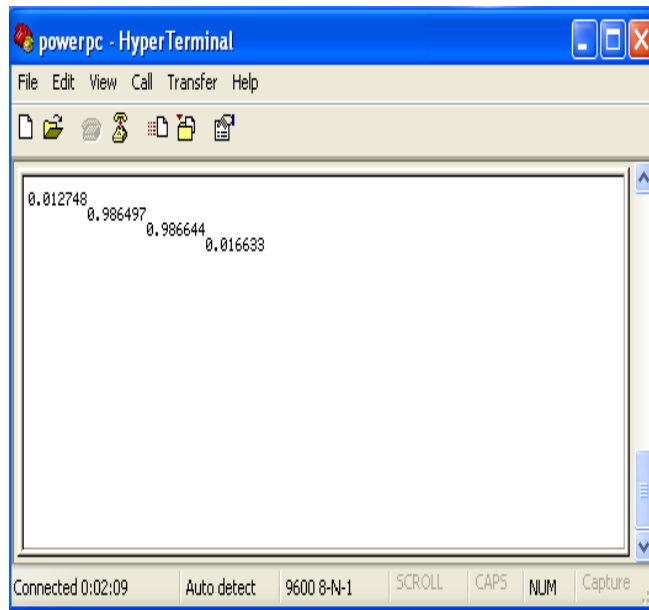 powerpc - HyperTerminal
File Edit View Call Transfer Help
0.012748
0.986497
0.986644
0.016633
Connected 0:02:09 Auto detect 9600 8-N-1 SCROLL CAPS NUM Capture